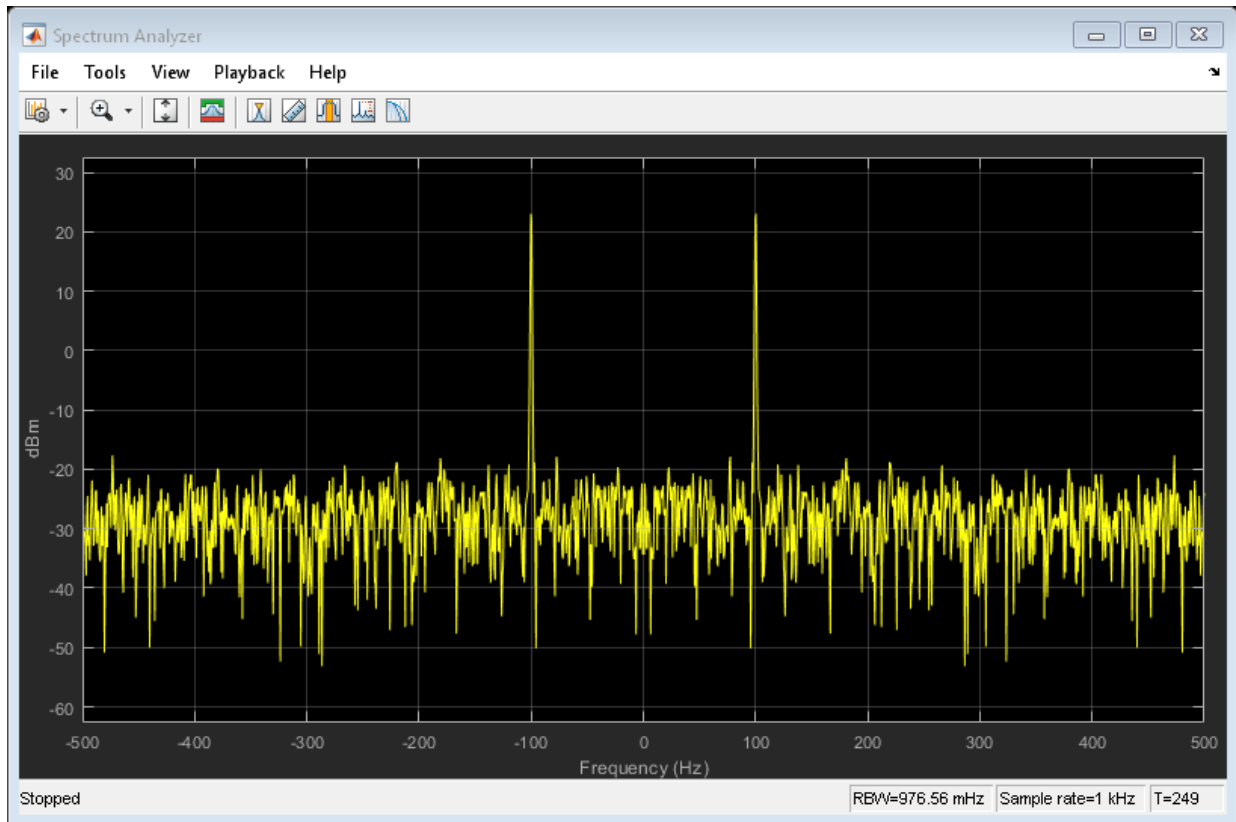 Spectrum Analyzer
File Tools View Playback Help
30
20
10
0
-10
-20
-30
-40
-50
-60
dBm
-500 -400 -300 -200 -100 0 100 200 300 400 500
Frequency (Hz)
Stopped RBW=976.56 mHz Sample rate=1 kHz T=249